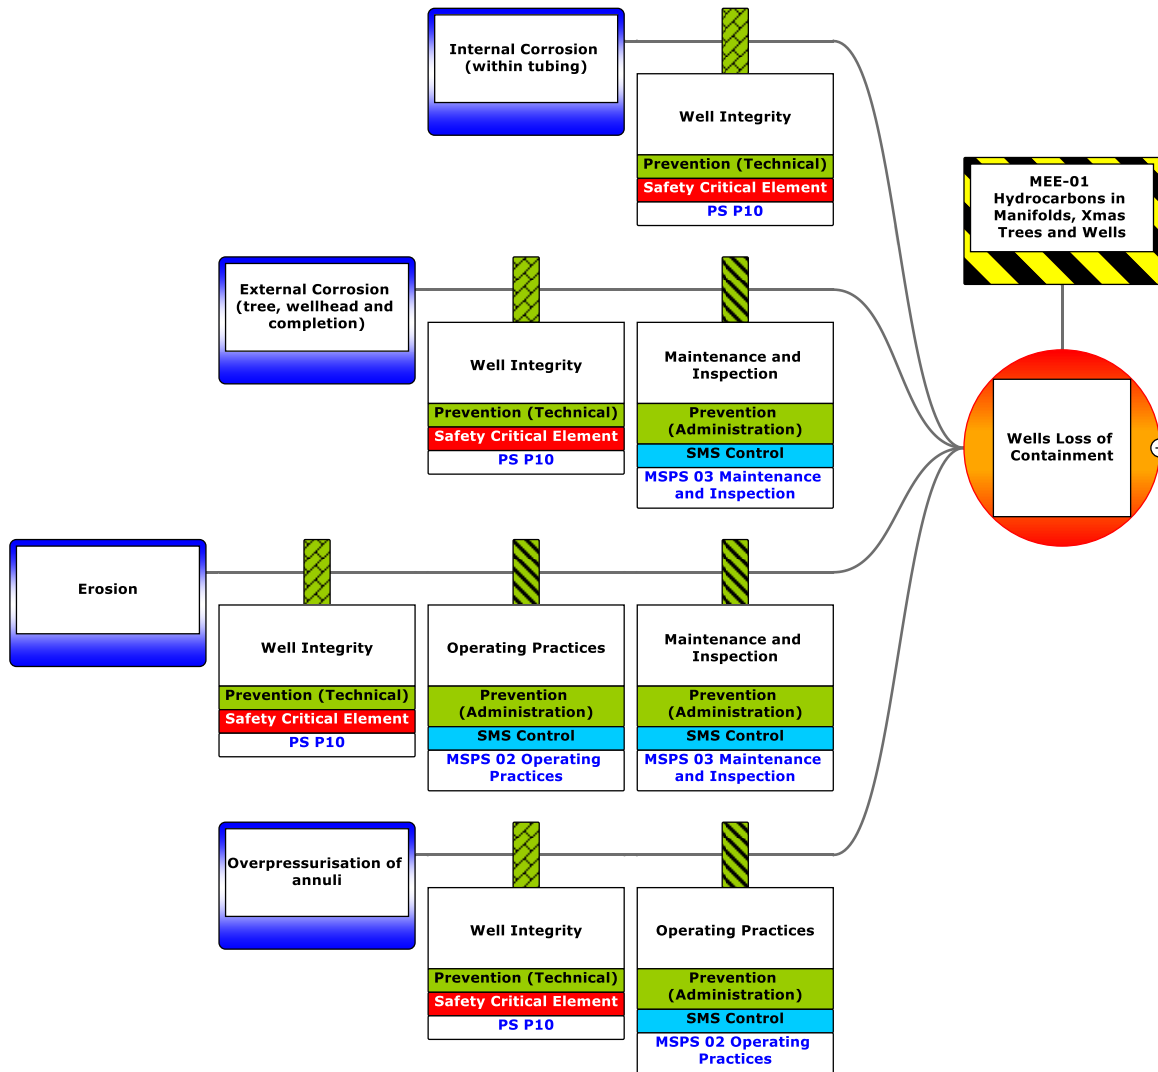 Internal Corrosion
(within tubing)
Well Integrity
Prevention (Technical)
Safety Critical Element
PS P10
MEE-01
Hydrocarbons in
Manifolds, Xmas
Trees and Wells
External Corrosion
(tree, wellhead and
completion)
Well Integrity
Prevention (Technical)
Safety Critical Element
PS P10
Maintenance and
Inspection
Prevention
(Administration)
SMS Control
MSPS 03 Maintenance
and Inspection
Wells Loss of
Containment
Erosion
Well Integrity
Prevention (Technical)
Safety Critical Element
PS P10
Operating Practices
Prevention
(Administration)
SMS Control
MSPS 02 Operating
Practices
Maintenance and
Inspection
Prevention
(Administration)
SMS Control
MSPS 03 Maintenance
and Inspection
Overpressurisation of
annuli
Well Integrity
Prevention (Technical)
Safety Critical Element
PS P10
Operating Practices
Prevention
(Administration)
SMS Control
MSPS 02 Operating
Practices